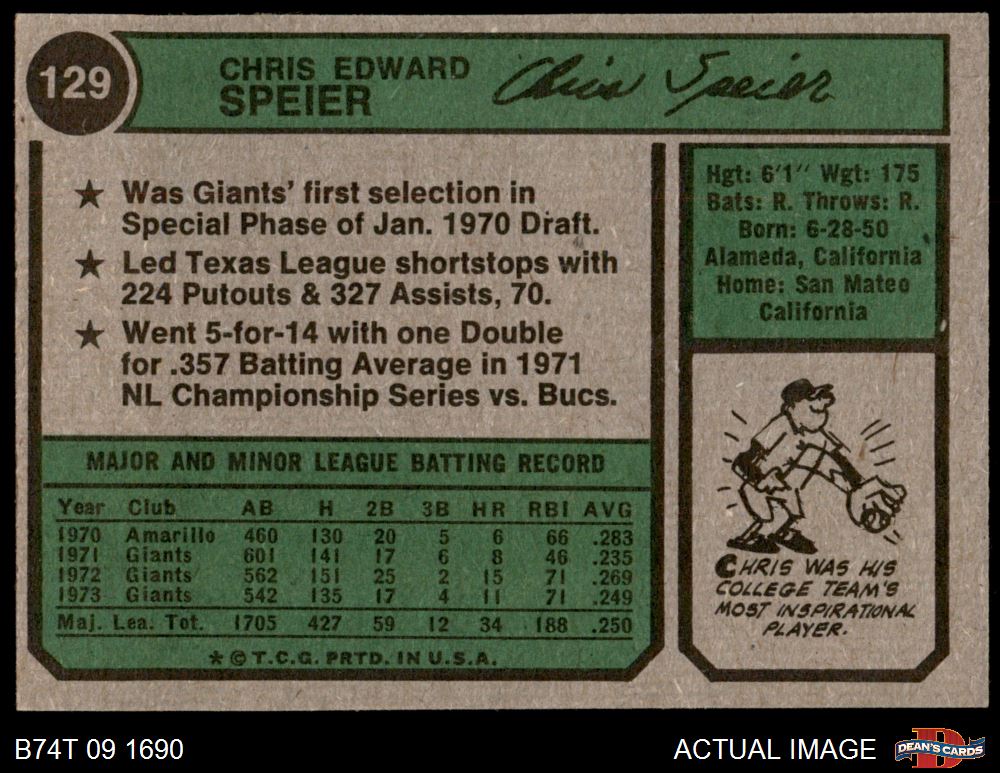 129
CHRIS EDWARD
SPEIER
Chris Speier
★ Was Giants' first selection in
Special Phase of Jan. 1970 Draft.
★ Led Texas League shortstops with
224 Putouts & 327 Assists, 70.
★ Went 5-for-14 with one Double
for .357 Batting Average in 1971
NL Championship Series vs. Bucs.
Hgt: 6'1" Wgt: 175
Bats: R. Throws: R.
Born: 6-28-50
Alameda, California
Home: San Mateo
California
MAJOR AND MINOR LEAGUE BATTING RECORD
Year Club AB H 2B 3B HR RBI AVG
1970 Amarillo 460 130 20 5 6 66 .283
1971 Giants 601 141 17 6 8 46 .235
1972 Giants 562 151 25 2 15 71 .269
1973 Giants 542 135 17 4 11 71 .249
Maj. Lea. Tot. 1705 427 59 12 34 188 .250
* © T.C.G. PRTD. IN U.S.A.
CHRIS WAS HIS
COLLEGE TEAM'S
MOST INSPIRATIONAL
PLAYER.
B74T 09 1690
ACTUAL IMAGE
DEAN'S CARDS